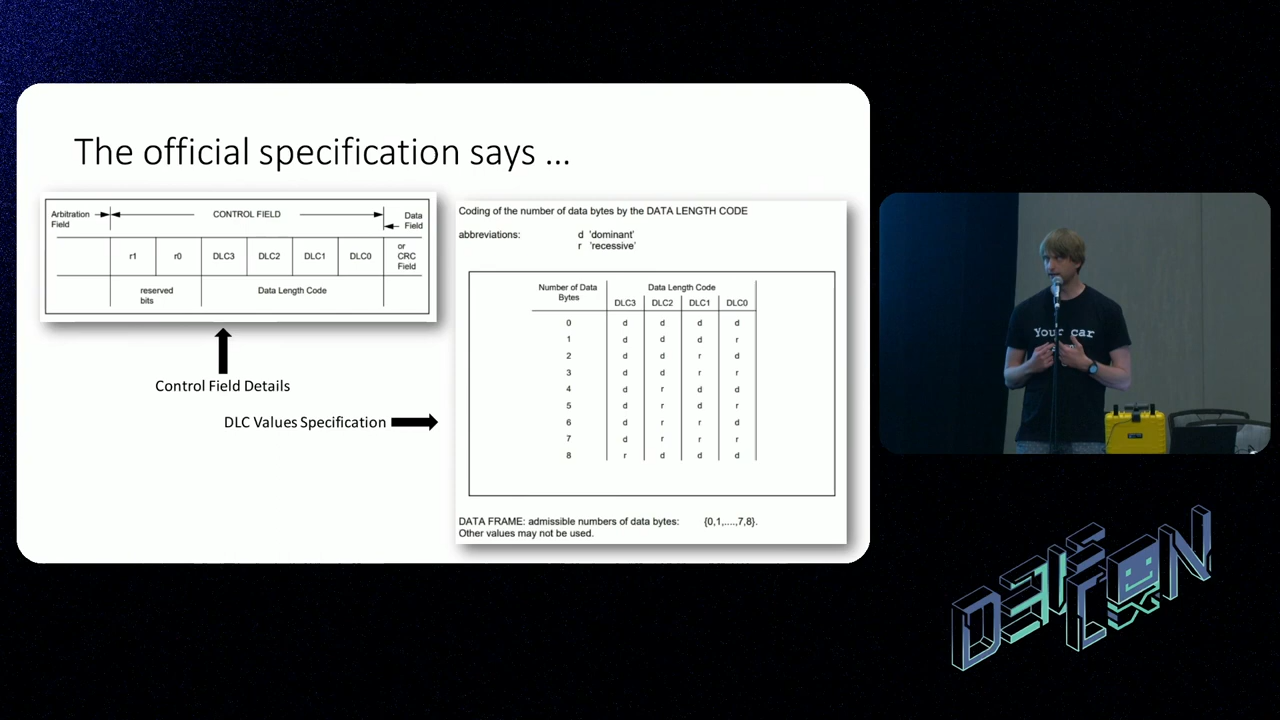 The official specification says ...
Arbitration Field
CONTROL FIELD
Data Field
r1 r0 DLC3 DLC2 DLC1 DLC0
or CRC Field
reserved bits
Data Length Code
Control Field Details
DLC Values Specification
Coding of the number of data bytes by the DATA LENGTH CODE
abbreviations: d 'dominant'
r 'recessive'
Number of Data Bytes
Data Length Code
DLC3 DLC2 DLC1 DLC0
0 d d d d
1 d d d r
2 d d r d
3 d d r r
4 d r d d
5 d r d r
6 d r r d
7 d r r r
8 r d d d
DATA FRAME: admissible numbers of data bytes: {0,1,....,7,8}.
Other values may not be used.
Your car
DEF CON